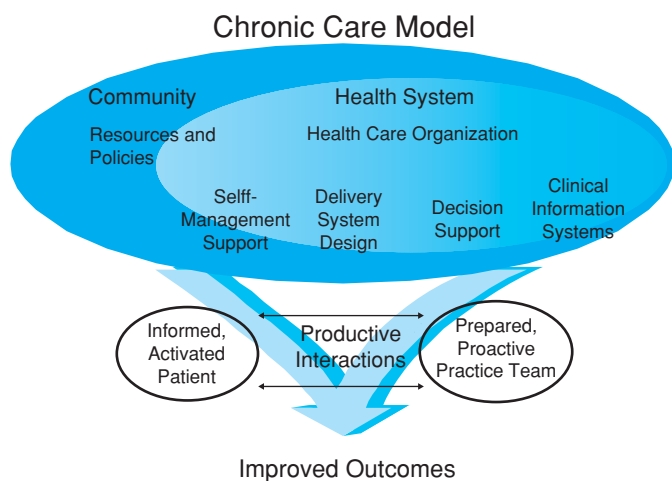 Chronic Care Model
Community
Health System
Resources and
Policies
Health Care Organization
Selff-
Management
Support
Delivery
System
Design
Decision
Support
Clinical
Information
Systems
Informed,
Activated
Patient
Productive
Interactions
Prepared,
Proactive
Practice Team
Improved Outcomes